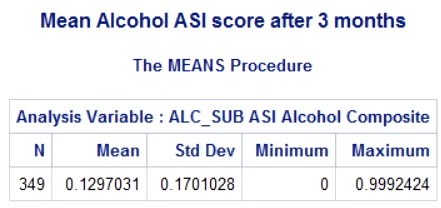 Mean Alcohol ASI score after 3 months
The MEANS Procedure
Analysis Variable : ALC_SUB ASI Alcohol Composite
N Mean Std Dev Minimum Maximum
349 0.1297031 0.1701028 0 0.9992424